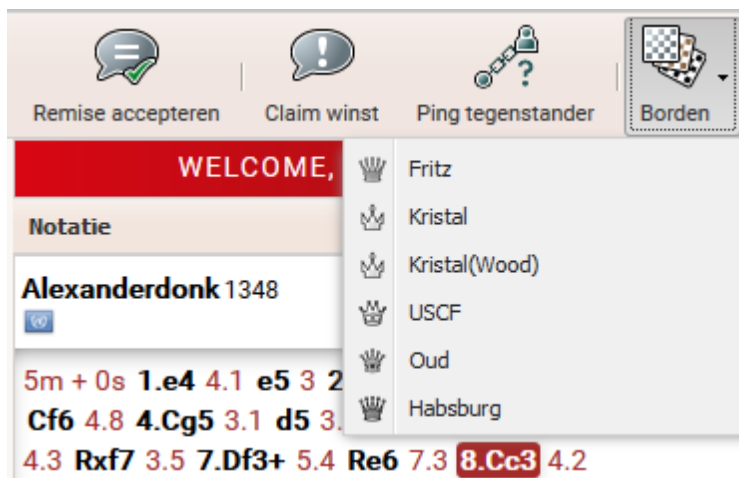 Remise accepteren
Claim winst
Ping tegenstander
Borden
WELCOME,
Fritz
Kristal
Kristal(Wood)
USCF
Oud
Habsburg
Notatie
Alexanderdonk 1348
5m + 0s 1.e4 4.1 e5 3 2
Cf6 4.8 4.Cg5 3.1 d5 3.
4.3 Rxf7 3.5 7.Df3+ 5.4 Re6 7.3 8.Cc3 4.2